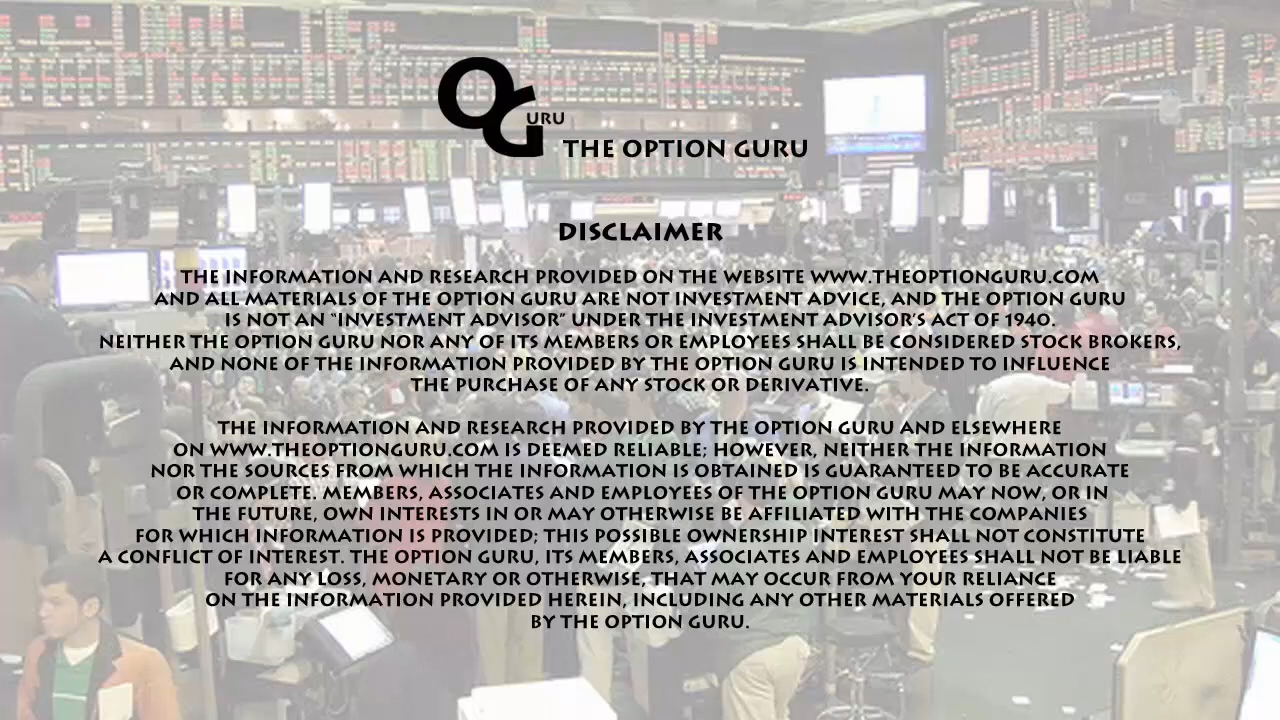 OG URU
THE OPTION GURU
DISCLAIMER
THE INFORMATION AND RESEARCH PROVIDED ON THE WEBSITE WWW.THEOPTIONGURU.COM
AND ALL MATERIALS OF THE OPTION GURU ARE NOT INVESTMENT ADVICE, AND THE OPTION GURU
IS NOT AN “INVESTMENT ADVISOR” UNDER THE INVESTMENT ADVISOR’S ACT OF 1940.
NEITHER THE OPTION GURU NOR ANY OF ITS MEMBERS OR EMPLOYEES SHALL BE CONSIDERED STOCK BROKERS,
AND NONE OF THE INFORMATION PROVIDED BY THE OPTION GURU IS INTENDED TO INFLUENCE
THE PURCHASE OF ANY STOCK OR DERIVATIVE.
THE INFORMATION AND RESEARCH PROVIDED BY THE OPTION GURU AND ELSEWHERE
ON WWW.THEOPTIONGURU.COM IS DEEMED RELIABLE; HOWEVER, NEITHER THE INFORMATION
NOR THE SOURCES FROM WHICH THE INFORMATION IS OBTAINED IS GUARANTEED TO BE ACCURATE
OR COMPLETE. MEMBERS, ASSOCIATES AND EMPLOYEES OF THE OPTION GURU MAY NOW, OR IN
THE FUTURE, OWN INTERESTS IN OR MAY OTHERWISE BE AFFILIATED WITH THE COMPANIES
FOR WHICH INFORMATION IS PROVIDED; THIS POSSIBLE OWNERSHIP INTEREST SHALL NOT CONSTITUTE
A CONFLICT OF INTEREST. THE OPTION GURU, ITS MEMBERS, ASSOCIATES AND EMPLOYEES SHALL NOT BE LIABLE
FOR ANY LOSS, MONETARY OR OTHERWISE, THAT MAY OCCUR FROM YOUR RELIANCE
ON THE INFORMATION PROVIDED HEREIN, INCLUDING ANY OTHER MATERIALS OFFERED
BY THE OPTION GURU.